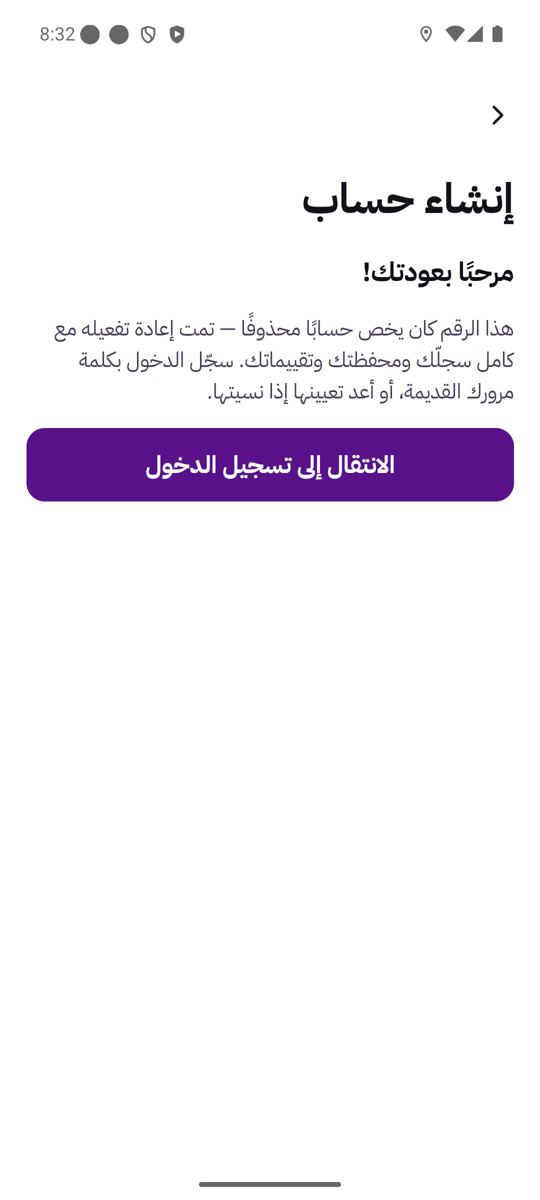 8:32
إنشاء حساب
مرحبًا بعودتك!
هذا الرقم كان يخص حسابًا محذوفًا — تمت إعادة تفعيله مع
كامل سجلّك ومحفظتك وتقييماتك. سجّل الدخول بكلمة
مرورك القديمة، أو أعد تعيينها إذا نسيتها.
الانتقال إلى تسجيل الدخول